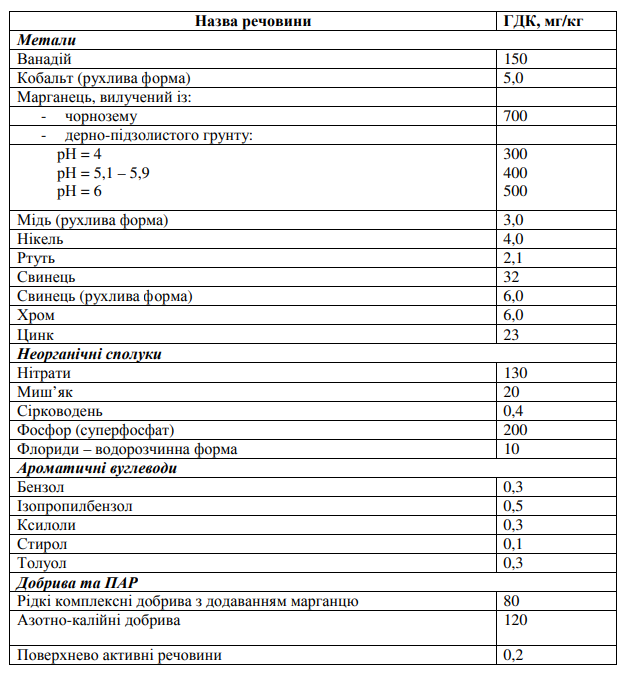 Назва речовини ГДК, мг/кг
Метали
Ванадій 150
Кобальт (рухлива форма) 5,0
Марганець, вилучений із:
- чорнозему 700
- дерно-підзолистого грунту:
рН = 4 300
рН = 5,1 – 5,9 400
рН = 6 500
Мідь (рухлива форма) 3,0
Нікель 4,0
Ртуть 2,1
Свинець 32
Свинець (рухлива форма) 6,0
Хром 6,0
Цинк 23
Неорганічні сполуки
Нітрати 130
Миш’як 20
Сірководень 0,4
Фосфор (суперфосфат) 200
Флориди – водорозчинна форма 10
Ароматичні вуглеводи
Бензол 0,3
Ізопропилбензол 0,5
Ксилоли 0,3
Стирол 0,1
Толуол 0,3
Добрива та ПАР
Рідкі комплексні добрива з додаванням марганцю 80
Азотно-калійні добрива 120
Поверхнево активні речовини 0,2